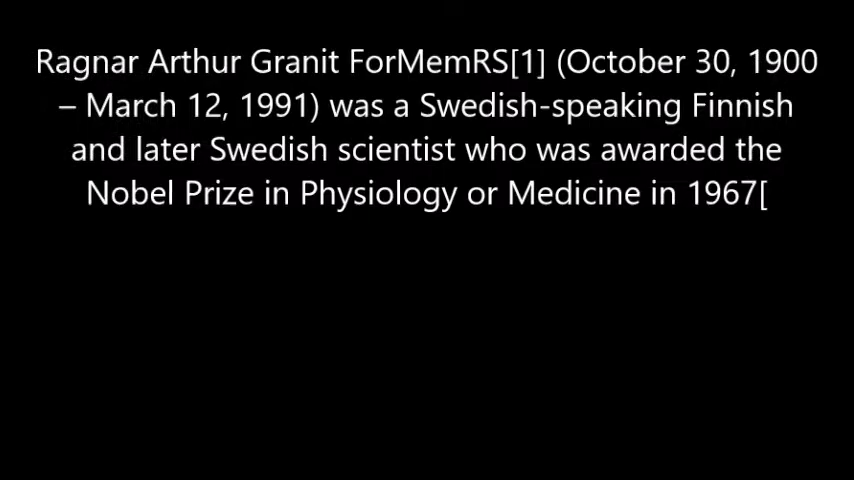 Ragnar Arthur Granit ForMemRS[1] (October 30, 1900
– March 12, 1991) was a Swedish-speaking Finnish
and later Swedish scientist who was awarded the
Nobel Prize in Physiology or Medicine in 1967[